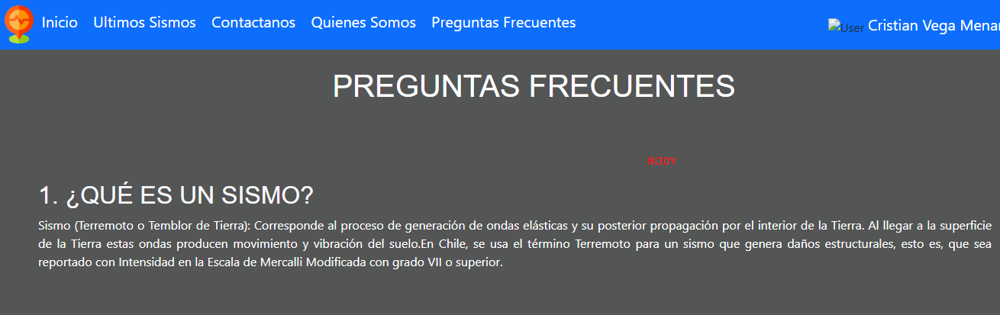 Inicio Ultimos Sismos Contactanos Quienes Somos Preguntas Frecuentes User Cristian Vega Menar
PREGUNTAS FRECUENTES
BODY
1. ¿QUÉ ES UN SISMO?
Sismo (Terremoto o Temblor de Tierra): Corresponde al proceso de generación de ondas elásticas y su posterior propagación por el interior de la Tierra. Al llegar a la superficie
de la Tierra estas ondas producen movimiento y vibración del suelo.En Chile, se usa el término Terremoto para un sismo que genera daños estructurales, esto es, que sea
reportado con Intensidad en la Escala de Mercalli Modificada con grado VII o superior.